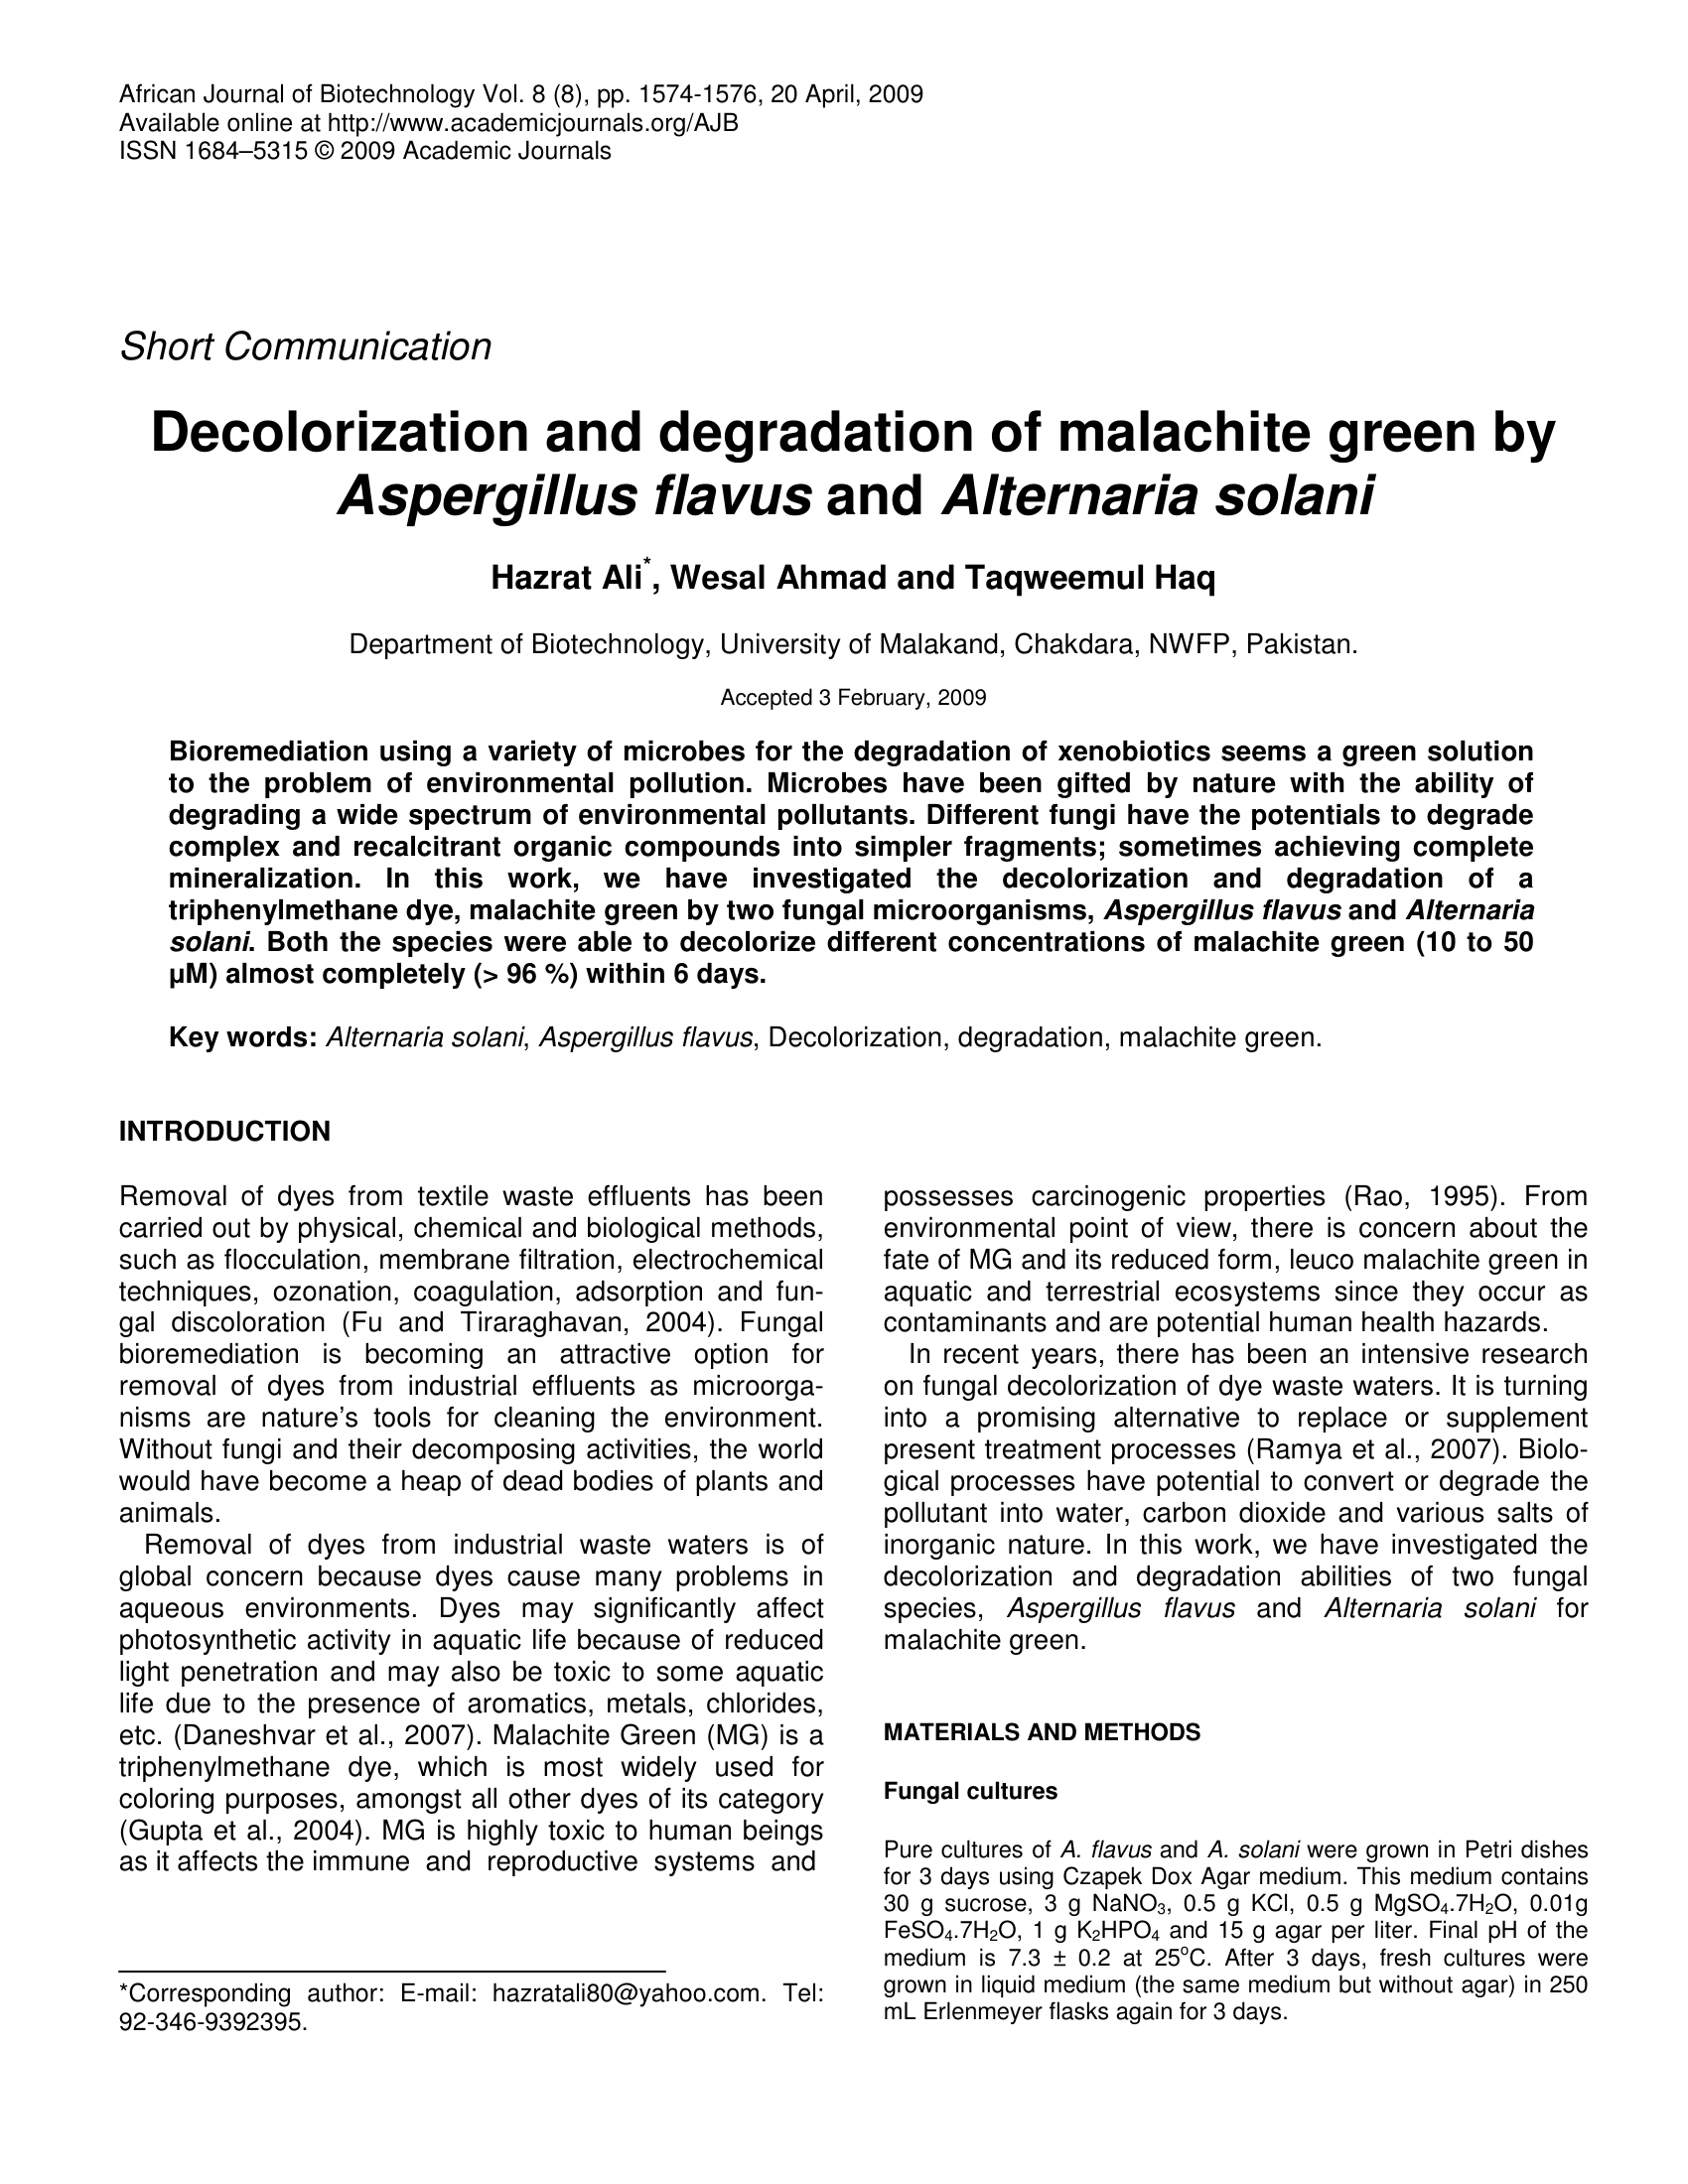 African Journal of Biotechnology Vol. 8 (8), pp. 1574-1576, 20 April, 2009
Available online at http://www.academicjournals.org/AJB
ISSN 1684–5315 © 2009 Academic Journals
Short Communication
Decolorization and degradation of malachite green by
Aspergillus flavus and Alternaria solani
Hazrat Ali*, Wesal Ahmad and Taqweemul Haq
Department of Biotechnology, University of Malakand, Chakdara, NWFP, Pakistan.
Accepted 3 February, 2009
Bioremediation using a variety of microbes for the degradation of xenobiotics seems a green solution
to the problem of environmental pollution. Microbes have been gifted by nature with the ability of
degrading a wide spectrum of environmental pollutants. Different fungi have the potentials to degrade
complex and recalcitrant organic compounds into simpler fragments; sometimes achieving complete
mineralization. In this work, we have investigated the decolorization and degradation of a
triphenylmethane dye, malachite green by two fungal microorganisms, Aspergillus flavus and Alternaria
solani. Both the species were able to decolorize different concentrations of malachite green (10 to 50
µM) almost completely (> 96 %) within 6 days.
Key words: Alternaria solani, Aspergillus flavus, Decolorization, degradation, malachite green.
INTRODUCTION
Removal of dyes from textile waste effluents has been
carried out by physical, chemical and biological methods,
such as flocculation, membrane filtration, electrochemical
techniques, ozonation, coagulation, adsorption and fun-
gal discoloration (Fu and Tiraraghavan, 2004). Fungal
bioremediation is becoming an attractive option for
removal of dyes from industrial effluents as microorga-
nisms are nature's tools for cleaning the environment.
Without fungi and their decomposing activities, the world
would have become a heap of dead bodies of plants and
animals.
Removal of dyes from industrial waste waters is of
global concern because dyes cause many problems in
aqueous environments. Dyes may significantly affect
photosynthetic activity in aquatic life because of reduced
light penetration and may also be toxic to some aquatic
life due to the presence of aromatics, metals, chlorides,
etc. (Daneshvar et al., 2007). Malachite Green (MG) is a
triphenylmethane dye, which is most widely used for
coloring purposes, amongst all other dyes of its category
(Gupta et al., 2004). MG is highly toxic to human beings
as it affects the immune and reproductive systems and
*Corresponding author: E-mail: hazratali80@yahoo.com. Tel:
92-346-9392395.
possesses carcinogenic properties (Rao, 1995). From
environmental point of view, there is concern about the
fate of MG and its reduced form, leuco malachite green in
aquatic and terrestrial ecosystems since they occur as
contaminants and are potential human health hazards.
In recent years, there has been an intensive research
on fungal decolorization of dye waste waters. It is turning
into a promising alternative to replace or supplement
present treatment processes (Ramya et al., 2007). Biolo-
gical processes have potential to convert or degrade the
pollutant into water, carbon dioxide and various salts of
inorganic nature. In this work, we have investigated the
decolorization and degradation abilities of two fungal
species, Aspergillus flavus and Alternaria solani for
malachite green.
MATERIALS AND METHODS
Fungal cultures
Pure cultures of A. flavus and A. solani were grown in Petri dishes
for 3 days using Czapek Dox Agar medium. This medium contains
30 g sucrose, 3 g NaNO₃, 0.5 g KCl, 0.5 g MgSO₄.7H₂O, 0.01g
FeSO₄.7H₂O, 1 g K₂HPO₄ and 15 g agar per liter. Final pH of the
medium is 7.3 ± 0.2 at 25°C. After 3 days, fresh cultures were
grown in liquid medium (the same medium but without agar) in 250
mL Erlenmeyer flasks again for 3 days.